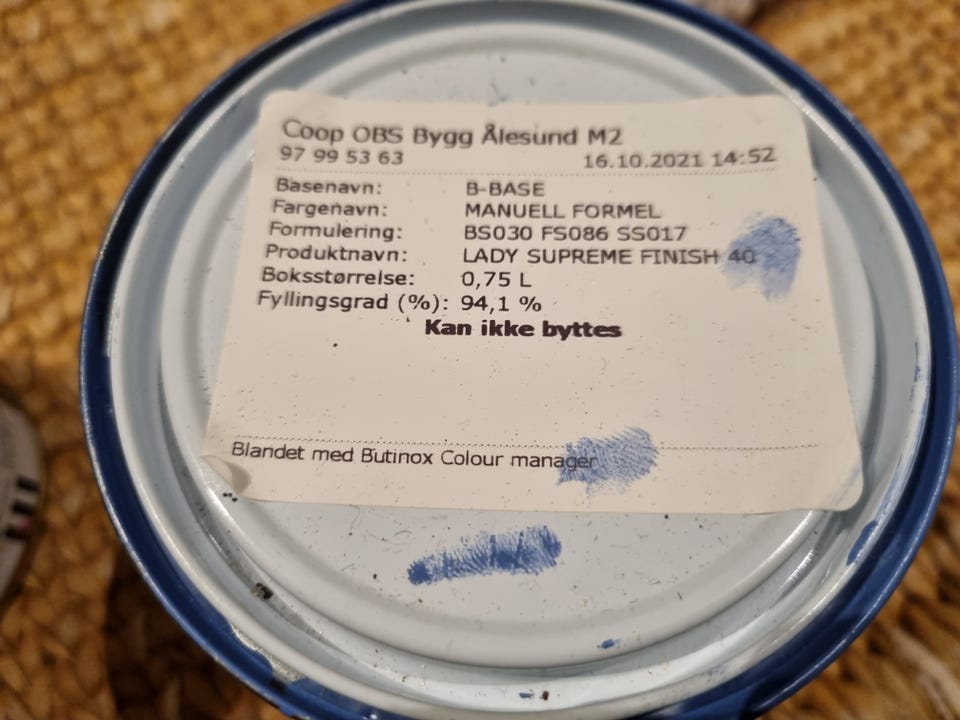 Coop OBS Bygg Ålesund M2
97 99 53 63 16.10.2021 14:52
Basenavn: B-BASE
Fargenavn: MANUELL FORMEL
Formulering: BS030 FS086 SS017
Produktnavn: LADY SUPREME FINISH 40
Boksstørrelse: 0,75 L
Fyllingsgrad (%): 94,1 %
Kan ikke byttes
Blandet med Butinox Colour manager